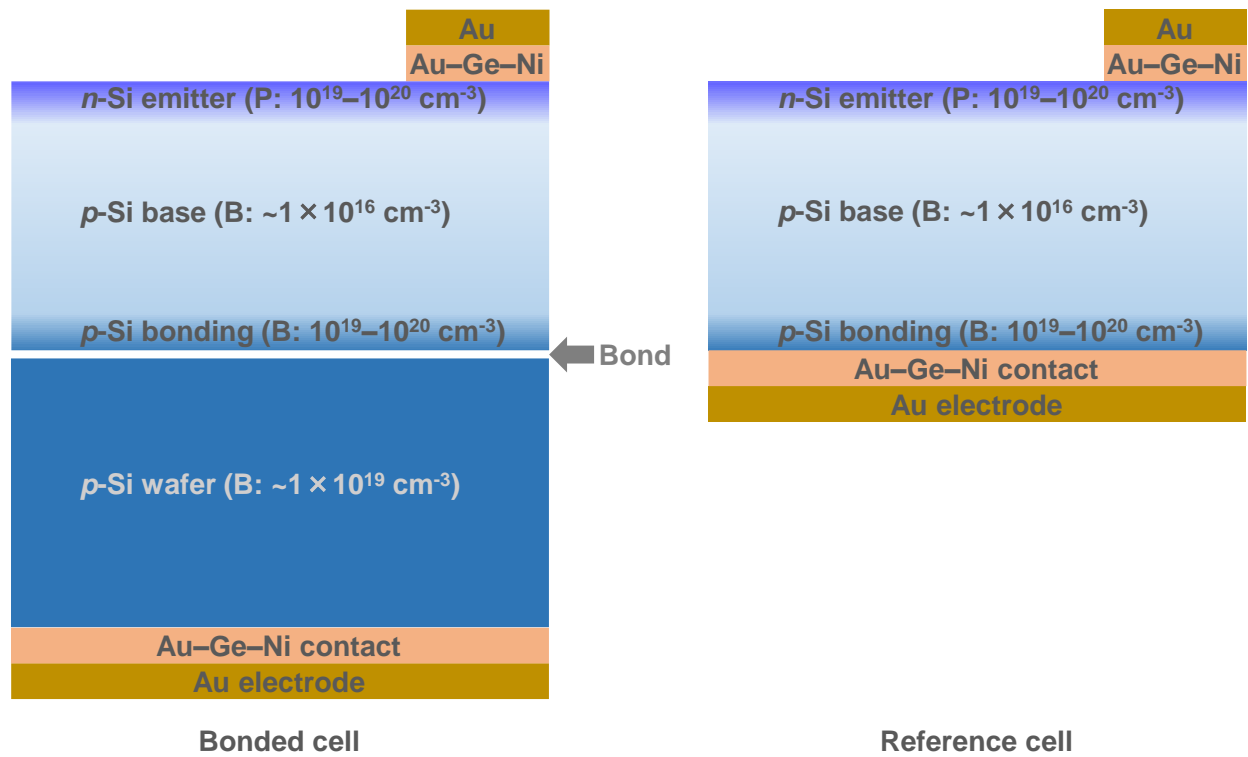 Au
Au–Ge–Ni
n-Si emitter (P: 10¹⁹–10²⁰ cm⁻³)
p-Si base (B: ~1×10¹⁶ cm⁻³)
p-Si bonding (B: 10¹⁹–10²⁰ cm⁻³)
Bond
p-Si wafer (B: ~1×10¹⁹ cm⁻³)
Au–Ge–Ni contact
Au electrode
Bonded cell
Au
Au–Ge–Ni
n-Si emitter (P: 10¹⁹–10²⁰ cm⁻³)
p-Si base (B: ~1×10¹⁶ cm⁻³)
p-Si bonding (B: 10¹⁹–10²⁰ cm⁻³)
Au–Ge–Ni contact
Au electrode
Reference cell